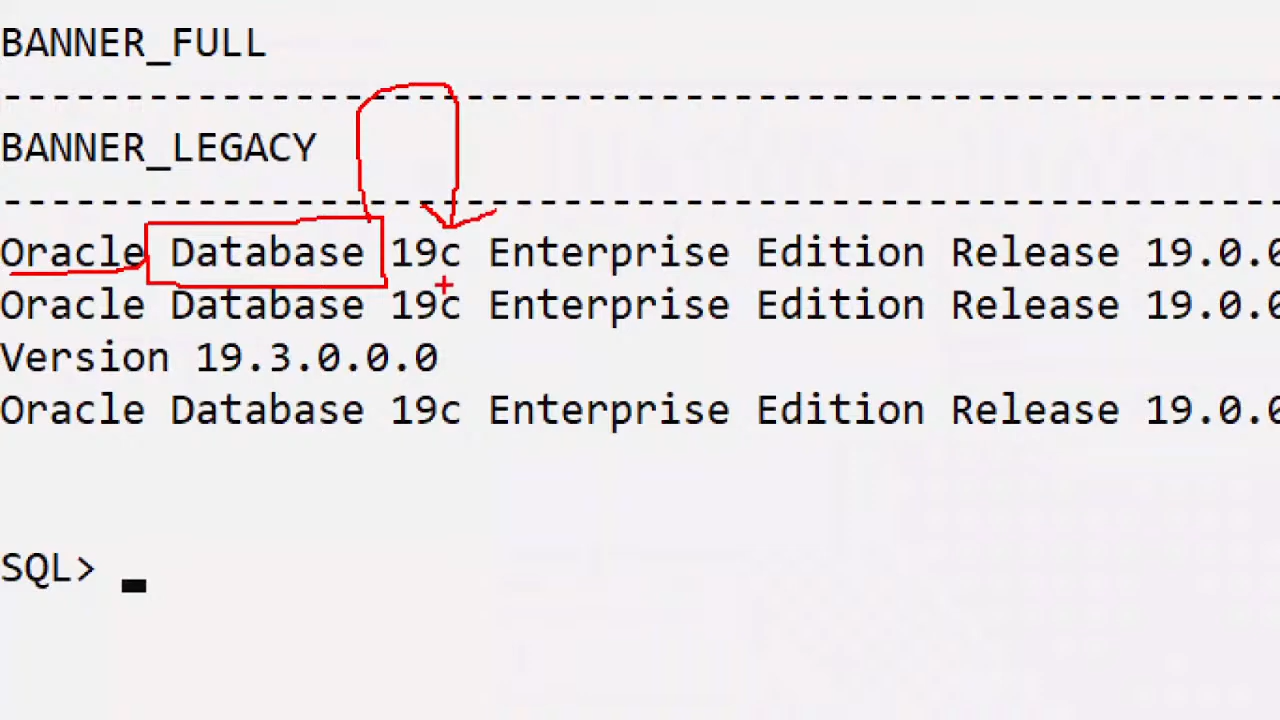 BANNER_FULL
--------------------------------------------------------
BANNER_LEGACY
--------------------------------------------------------
Oracle Database 19c Enterprise Edition Release 19.0.0
Oracle Database 19c Enterprise Edition Release 19.0.0
Version 19.3.0.0.0
Oracle Database 19c Enterprise Edition Release 19.0.0
SQL>